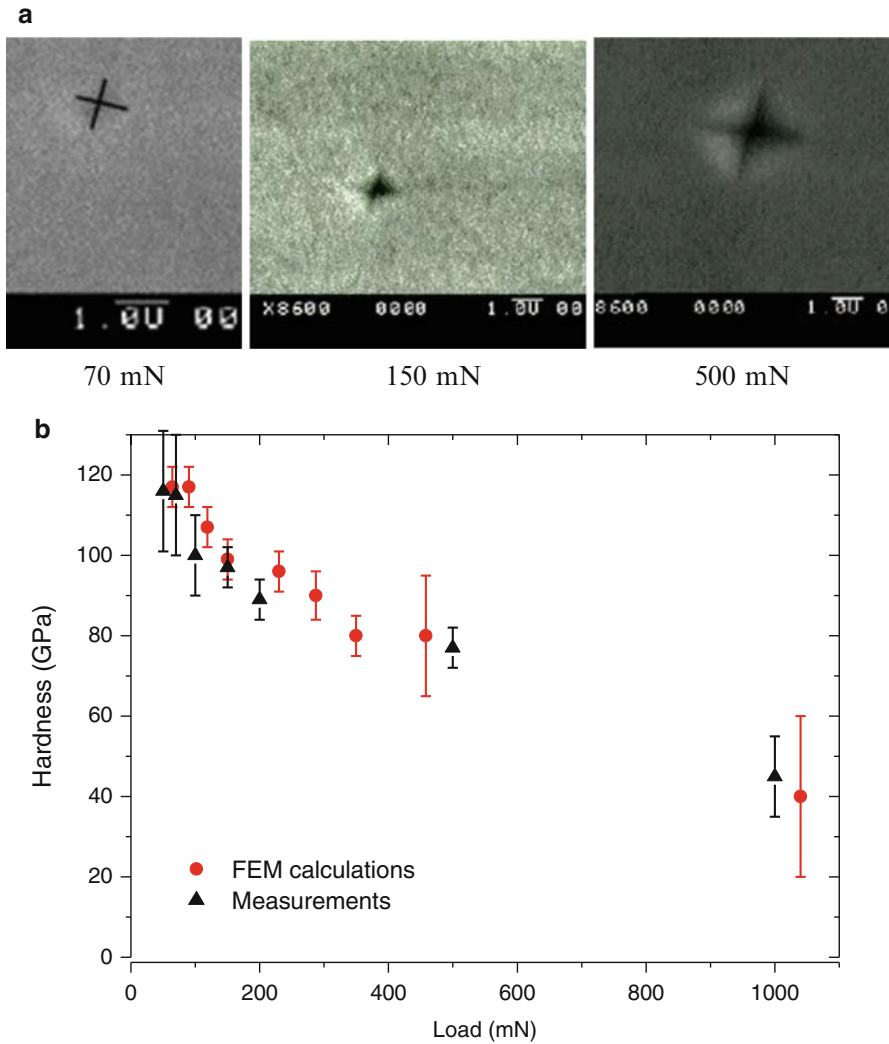 a
1.0U 00
X8600 0000 1.0U 00
8600 0000 1.0U 0
70 mN
150 mN
500 mN
b
120
100
80
60
40
20
0
Hardness (GPa)
FEM calculations
Measurements
0 200 400 600 800 1000
Load (mN)